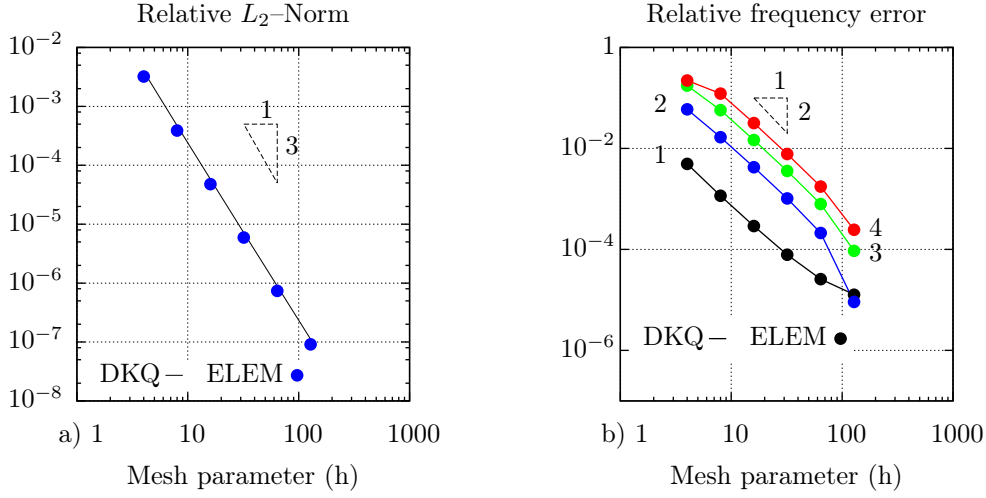 Relative L₂–Norm
10⁻²
10⁻³
10⁻⁴
10⁻⁵
10⁻⁶
10⁻⁷
10⁻⁸
1
3
DKQ– ELEM
a) 1 10 100 1000
Mesh parameter (h)
Relative frequency error
1
10⁻²
10⁻⁴
10⁻⁶
1
2
2
1
4
3
DKQ– ELEM
b) 1 10 100 1000
Mesh parameter (h)